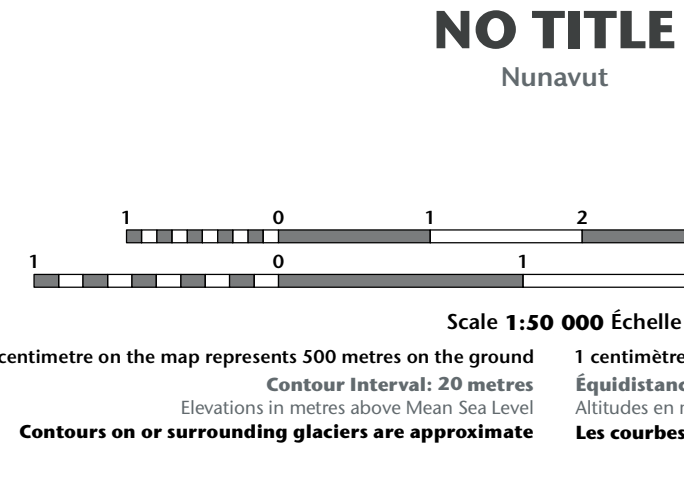 NO TITLE
Nunavut
1 0 1 2
1 0 1
Scale 1:50 000 Échelle
centimetre on the map represents 500 metres on the ground 1 centimètre
Contour Interval: 20 metres Équidistanc
Elevations in metres above Mean Sea Level Altitudes en
Contours on or surrounding glaciers are approximate Les courbes